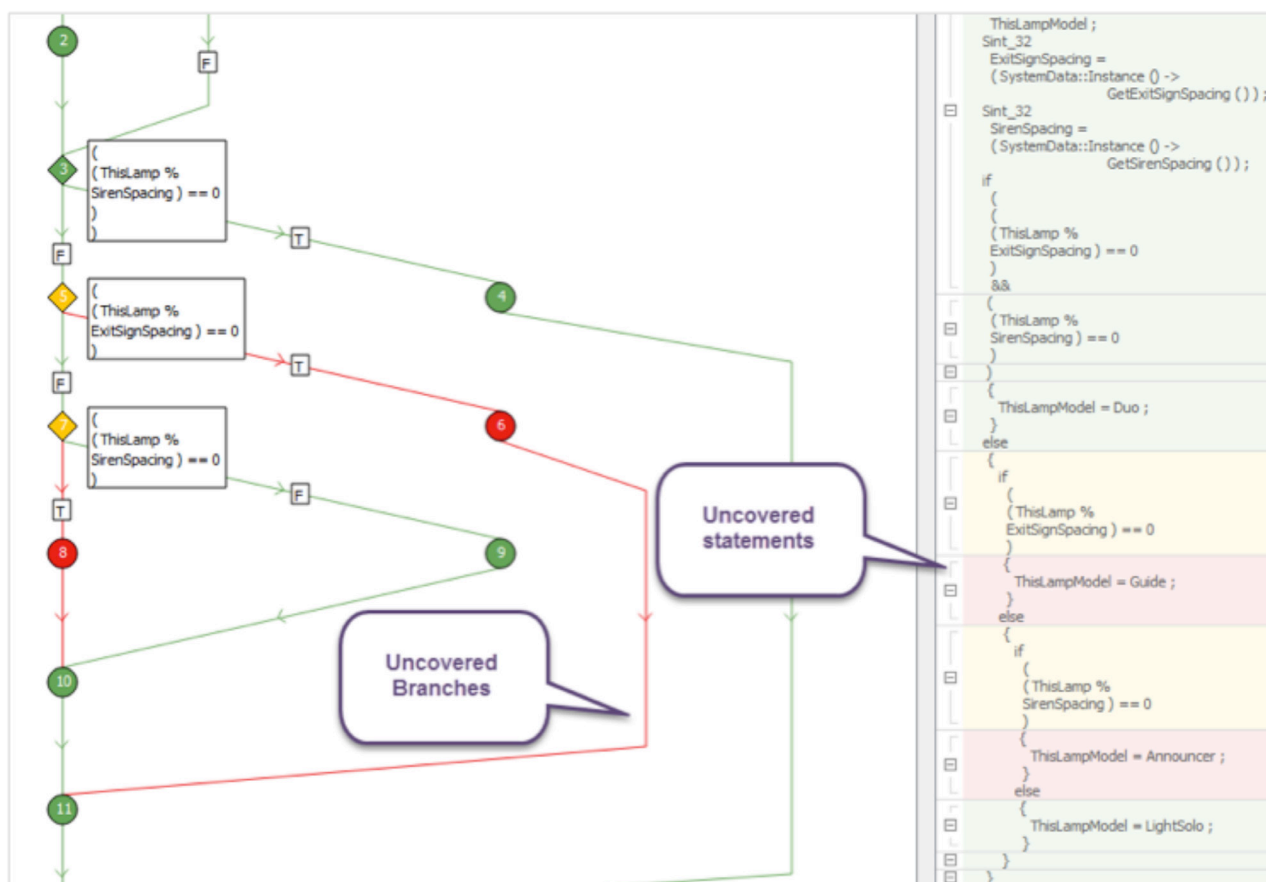 2
F
3
(
( ThisLamp %
SirenSpacing ) == 0
)
)
T
F
4
5
(
( ThisLamp %
ExitSignSpacing ) == 0
)
T
F
6
7
(
( ThisLamp %
SirenSpacing ) == 0
)
F
T
8
9
10
11
Uncovered
statements
Uncovered
Branches
ThisLampModel ;
Sint_32
ExitSignSpacing =
( SystemData::Instance () ->
GetExitSignSpacing () ) ;
Sint_32
SirenSpacing =
( SystemData::Instance () ->
GetSirenSpacing () ) ;
if
(
(
( ThisLamp %
ExitSignSpacing ) == 0
)
&&
(
( ThisLamp %
SirenSpacing ) == 0
)
)
{
ThisLampModel = Duo ;
}
else
{
if
(
( ThisLamp %
ExitSignSpacing ) == 0
)
{
ThisLampModel = Guide ;
}
else
{
if
(
( ThisLamp %
SirenSpacing ) == 0
)
{
ThisLampModel = Announcer ;
}
else
{
ThisLampModel = LightSolo ;
}
}
}